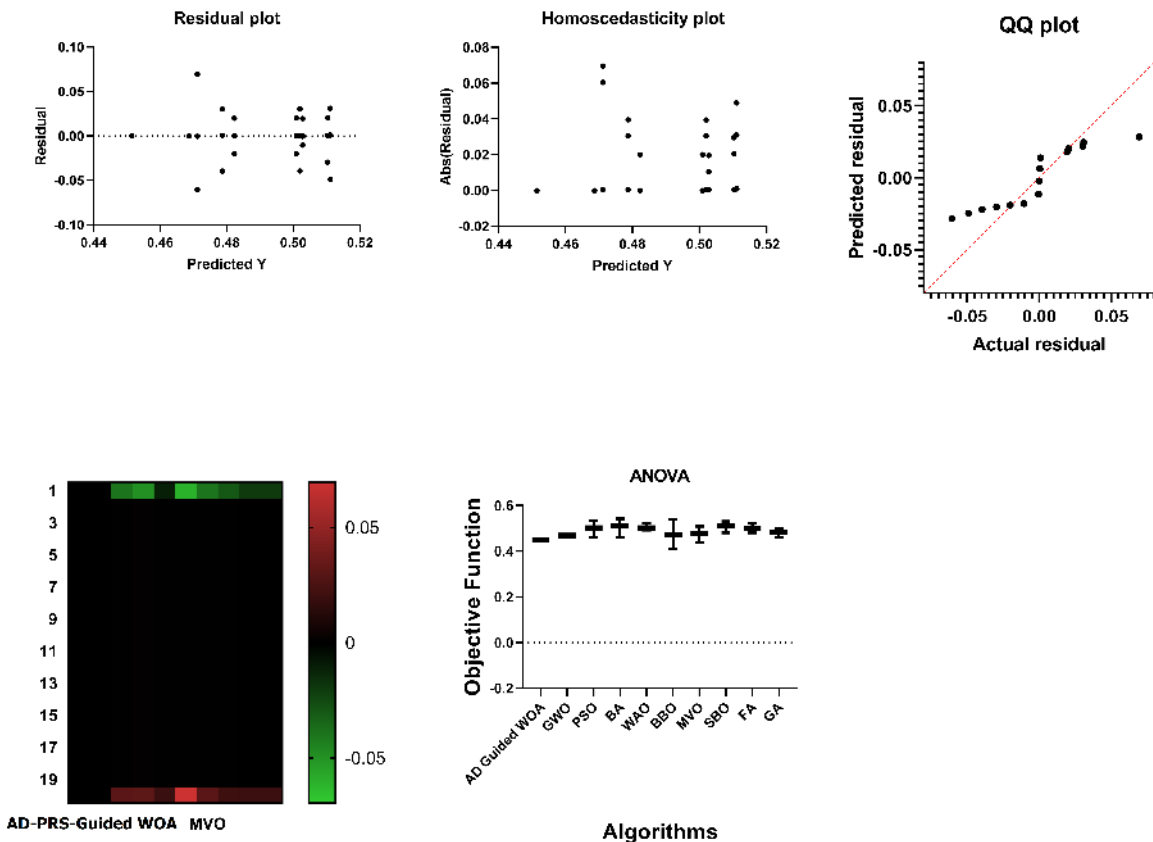 Residual plot
0.10
0.05
0.00
-0.05
-0.10
Residual
0.44 0.46 0.48 0.50 0.52
Predicted Y
Homoscedasticity plot
0.08
0.06
0.04
0.02
0.00
-0.02
Abs(Residual)
0.44 0.46 0.48 0.50 0.52
Predicted Y
QQ plot
0.05
0.00
-0.05
Predicted residual
-0.05 0.00 0.05
Actual residual
1
3
5
7
9
11
13
15
17
19
AD-PRS-Guided WOA MVO
0.05
0
-0.05
ANOVA
0.6
0.4
0.2
0.0
-0.2
Objective Function
AD Guided WOA
GWO
PSO
BA
WAO
BBO
MVO
SBO
FA
GA
Algorithms